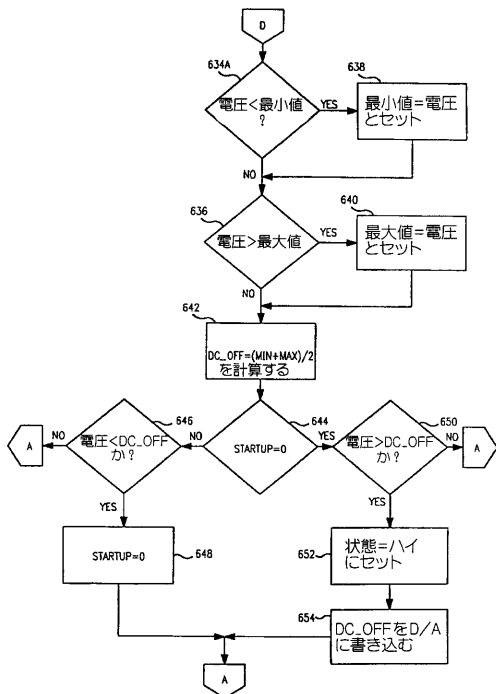 D
634A
電圧<最小値
?
YES
638
最小値=電圧
とセット
NO
636
電圧>最大値
YES
640
最大値=電圧
とセット
NO
642
DC_OFF=(MIN+MAX)/2
を計算する
A
NO
646
電圧<DC_OFF
か?
NO
644
STARTUP=0
YES
650
電圧>DC_OFF
か?
NO
A
YES
YES
STARTUP=0
648
652
状態=ハイ
にセット
654
DC_OFFをD/A
に書き込む
A